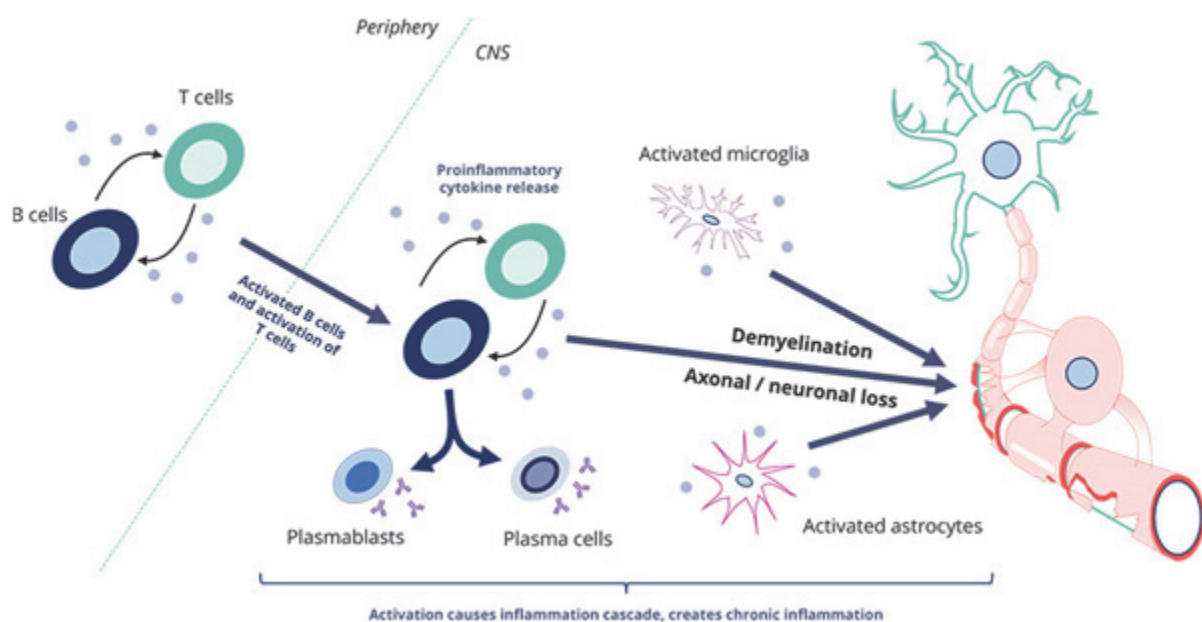 Periphery
CNS
T cells
B cells
Activated B cells
and activation of
T cells
Proinflammatory
cytokine release
Activated microglia
Demyelination
Axonal / neuronal loss
Plasmablasts
Plasma cells
Activated astrocytes
Activation causes inflammation cascade, creates chronic inflammation